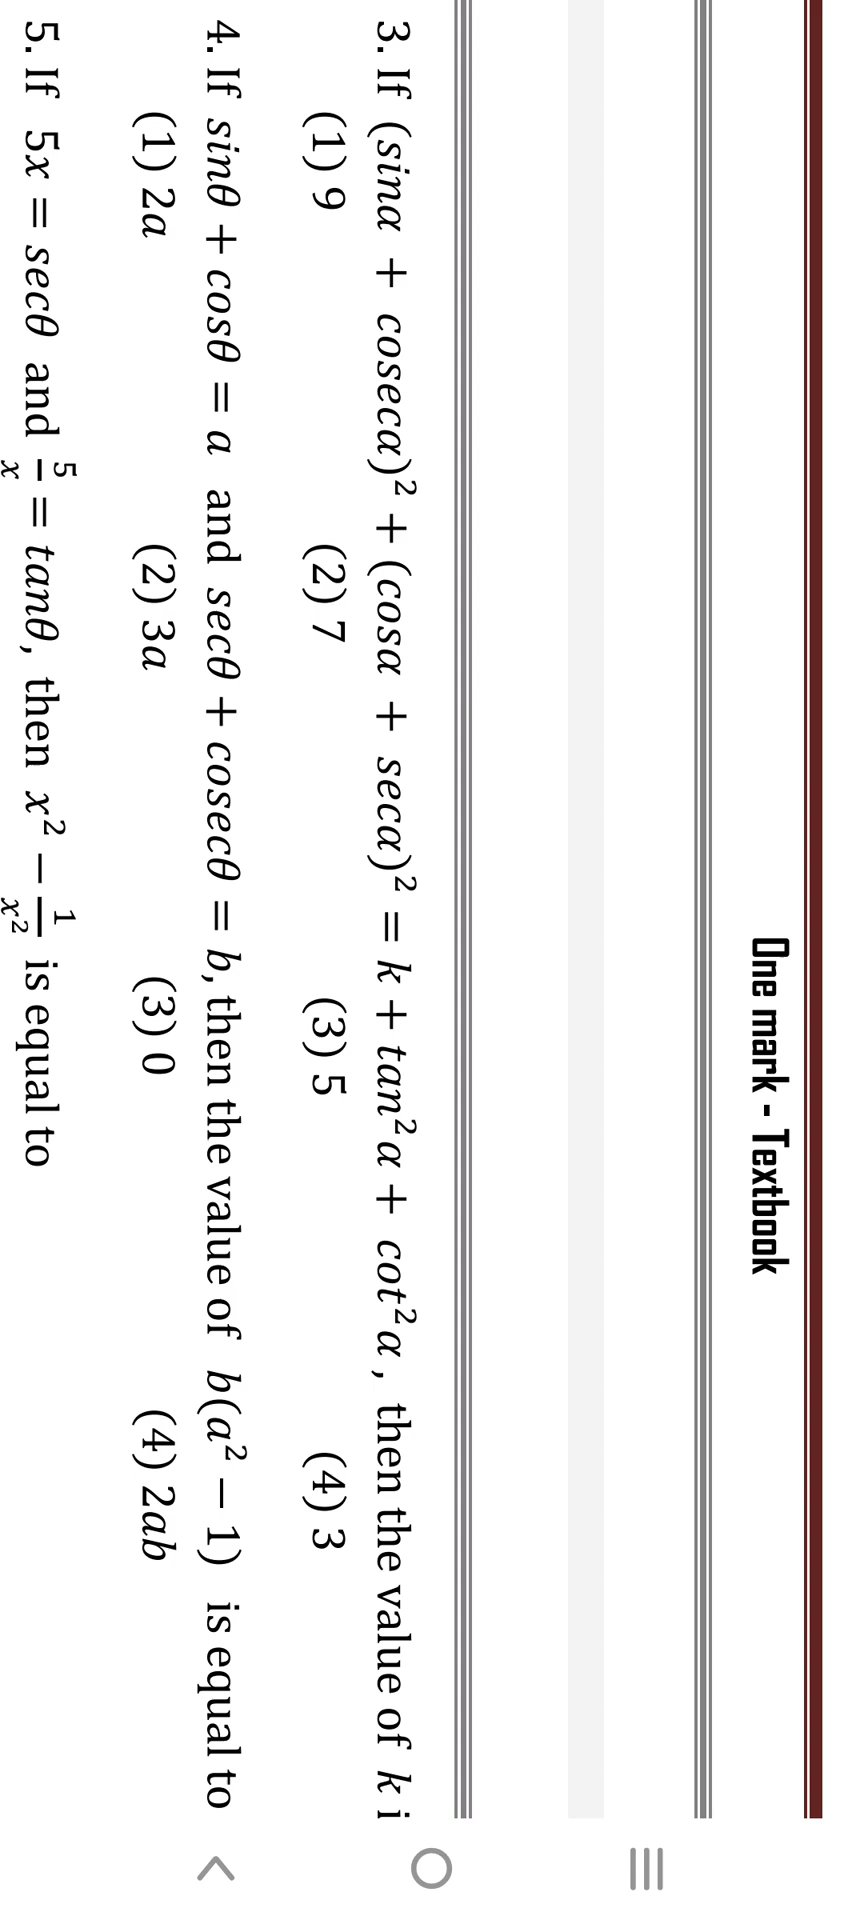 One mark - Textbook
3. If (sinα + cosecα)² + (cosα + secα)² = k + tan²α + cot²α, then the value of k i
(1) 9 (2) 7 (3) 5 (4) 3
4. If sinθ + cosθ = a and secθ + cosecθ = b, then the value of b(a² − 1) is equal to
(1) 2a (2) 3a (3) 0 (4) 2ab
5. If 5x = secθ and 5/x = tanθ, then x² − 1/x² is equal to